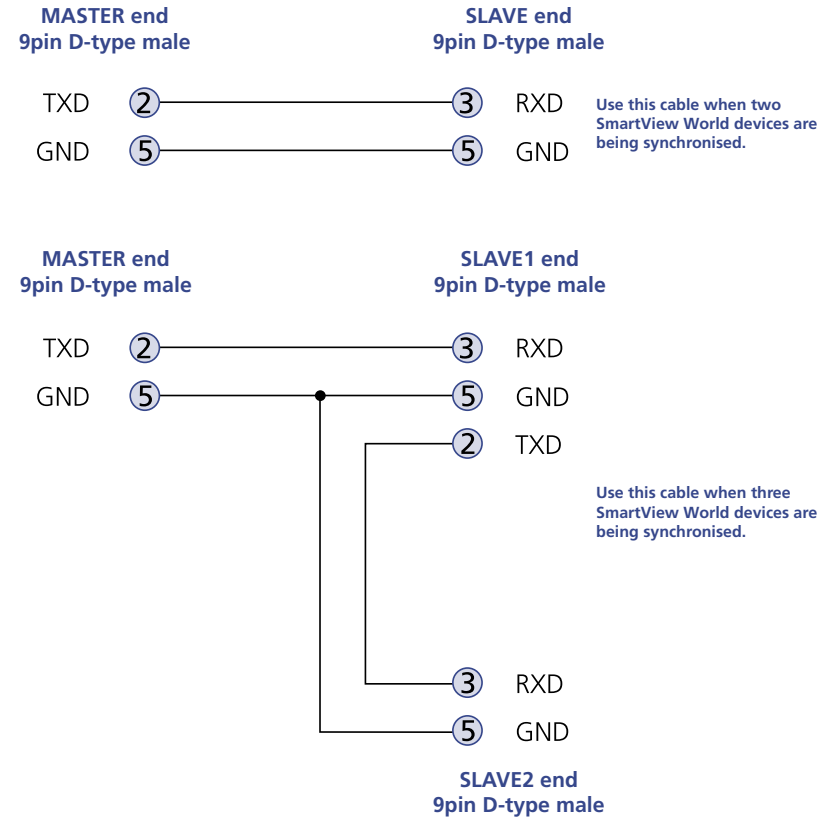 MASTER end
9pin D-type male
SLAVE end
9pin D-type male
TXD 2 3 RXD
GND 5 5 GND
Use this cable when two
SmartView World devices are
being synchronised.
MASTER end
9pin D-type male
SLAVE1 end
9pin D-type male
TXD 2 3 RXD
GND 5 5 GND
2 TXD
Use this cable when three
SmartView World devices are
being synchronised.
3 RXD
5 GND
SLAVE2 end
9pin D-type male